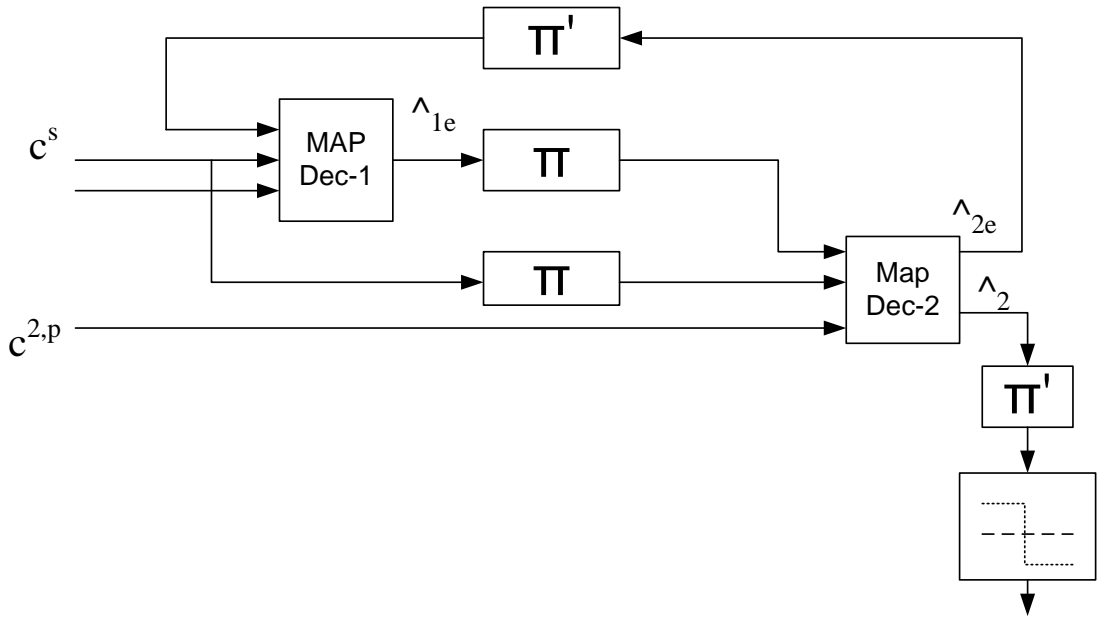 π'
^1e
MAP
Dec-1
c^s
π
^2e
π
Map
Dec-2
^2
c^2,p
π'